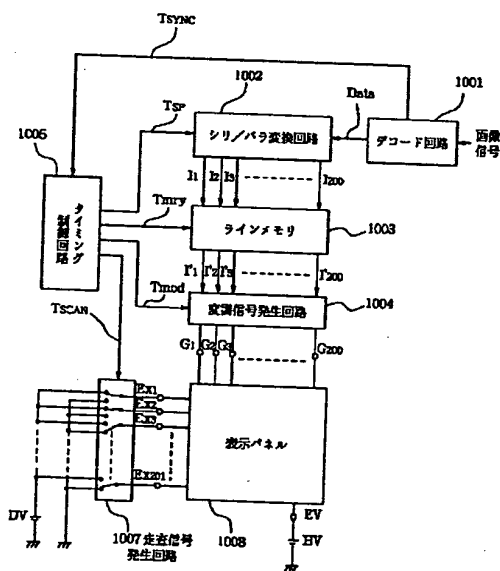 TSYNC
1002
Data
1001
TSP
シリ/パラ変換回路
デコード回路
画像
信号
1005
I1 I2 I3 I200
タイミング
制御回路
Tmry
ラインメモリ
1003
I'1 I'2 I'3 I'200
Tmod
変調信号発生回路
1004
TSCAN
G1 G2 G3 G200
EX1
EX2
EX3
表示パネル
EX201
DV
1007 走査信号
発生回路
1008
EV
HV